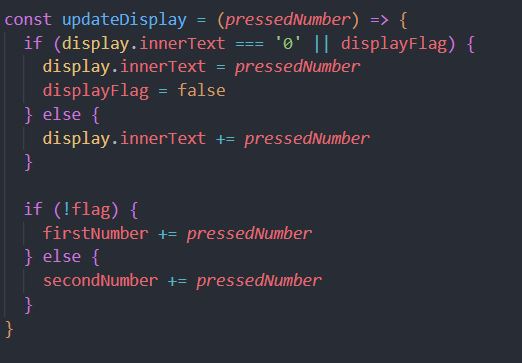 const updateDisplay = (pressedNumber) => {
  if (display.innerText === '0' || displayFlag) {
    display.innerText = pressedNumber
    displayFlag = false
  } else {
    display.innerText += pressedNumber
  }

  if (!flag) {
    firstNumber += pressedNumber
  } else {
    secondNumber += pressedNumber
  }
}